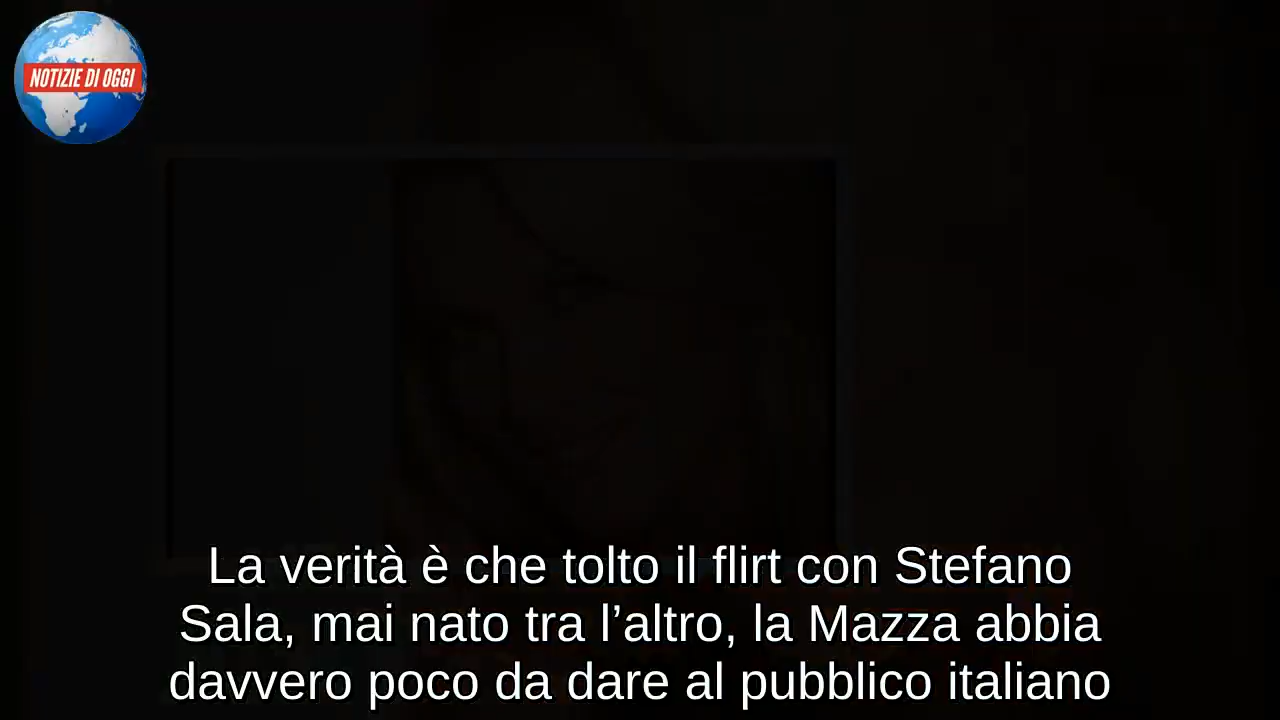 NOTIZIE DI OGGI
La verità è che tolto il flirt con Stefano
Sala, mai nato tra l’altro, la Mazza abbia
davvero poco da dare al pubblico italiano